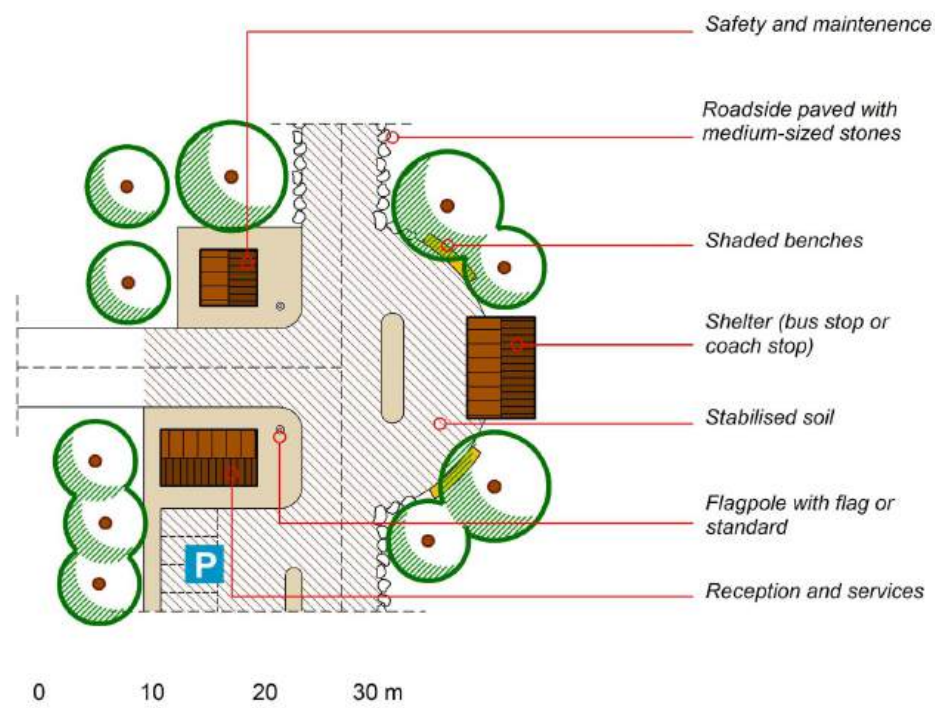 Safety and maintenence
Roadside paved with
medium-sized stones
Shaded benches
Shelter (bus stop or
coach stop)
Stabilised soil
Flagpole with flag or
standard
P
Reception and services
0 10 20 30 m